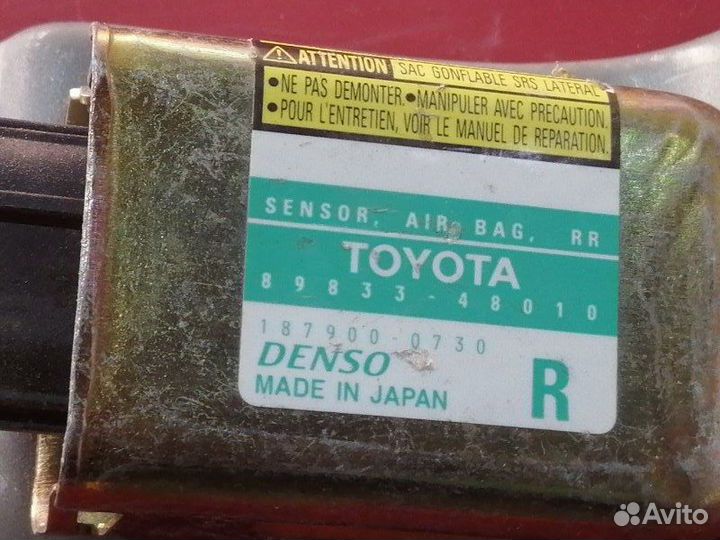 ATTENTION SAC GONFLABLE SRS LATERAL
•NE PAS DEMONTER.•MANIPULER AVEC PRECAUTION.
•POUR L'ENTRETIEN, VOIR LE MANUEL DE REPARATION.
SENSOR, AIR BAG, RR
TOYOTA
89833-48010
187900-0730
DENSO
MADE IN JAPAN
R
Avito